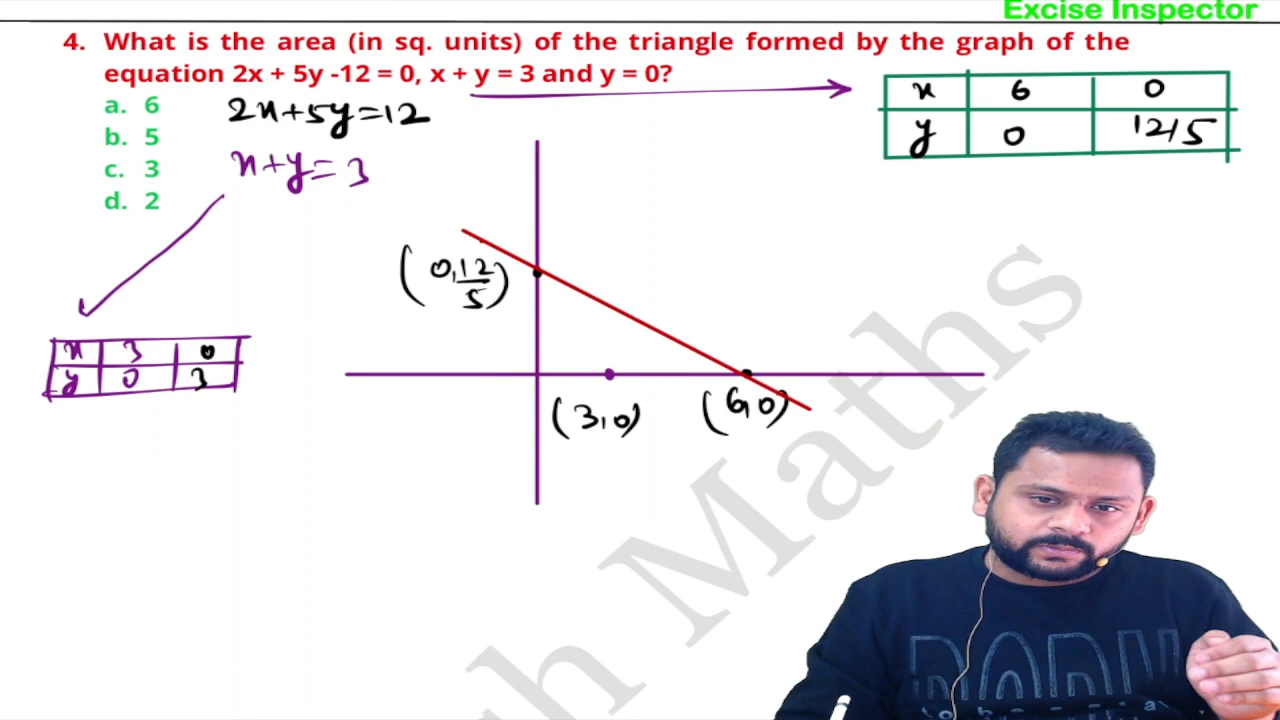 Excise Inspector
4. What is the area (in sq. units) of the triangle formed by the graph of the
equation 2x + 5y -12 = 0, x + y = 3 and y = 0?
a. 6
b. 5
c. 3
d. 2
2x+5y=12
x+y=3
x 6 0
y 0 12/5
(0,12/5)
x 3 0
y 0 3
(3,0)
(6,0)
Maths